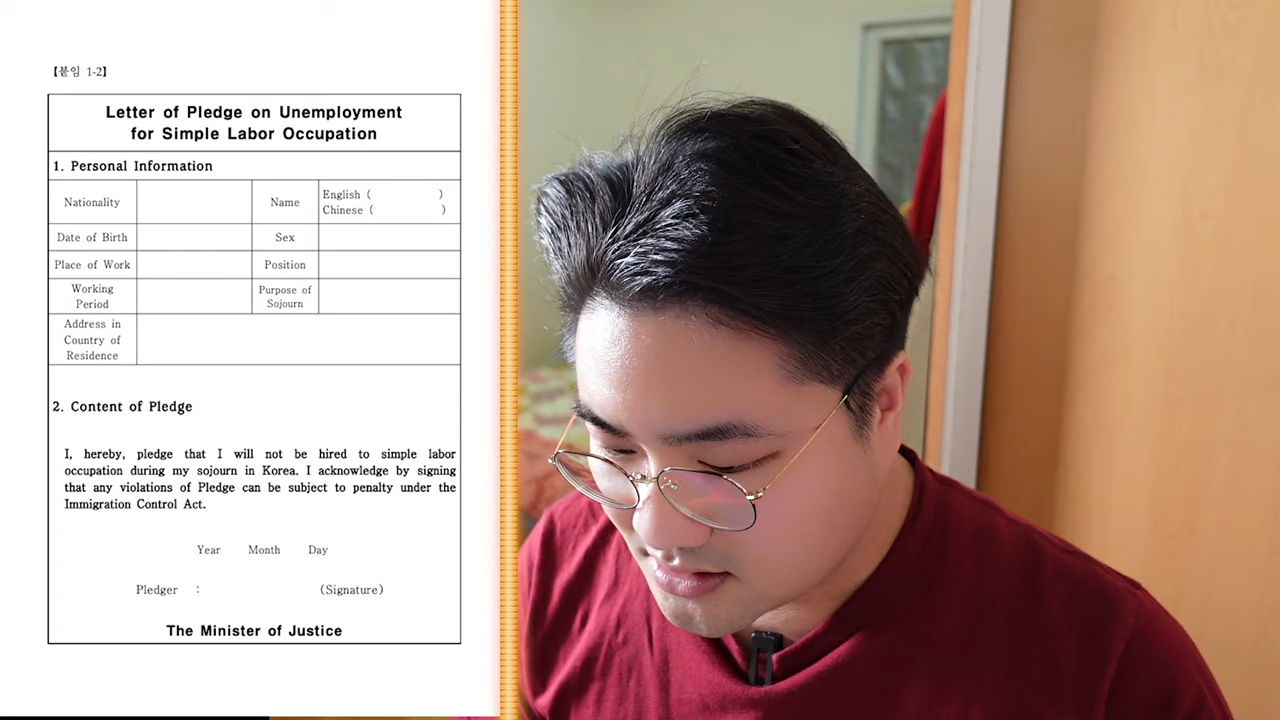 【붙임 1-2】
Letter of Pledge on Unemployment
for Simple Labor Occupation
1. Personal Information
Nationality
Name
English ( )
Chinese ( )
Date of Birth
Sex
Place of Work
Position
Working
Period
Purpose of
Sojourn
Address in
Country of
Residence
2. Content of Pledge
I, hereby, pledge that I will not be hired to simple labor
occupation during my sojourn in Korea. I acknowledge by signing
that any violations of Pledge can be subject to penalty under the
Immigration Control Act.
Year Month Day
Pledger : (Signature)
The Minister of Justice